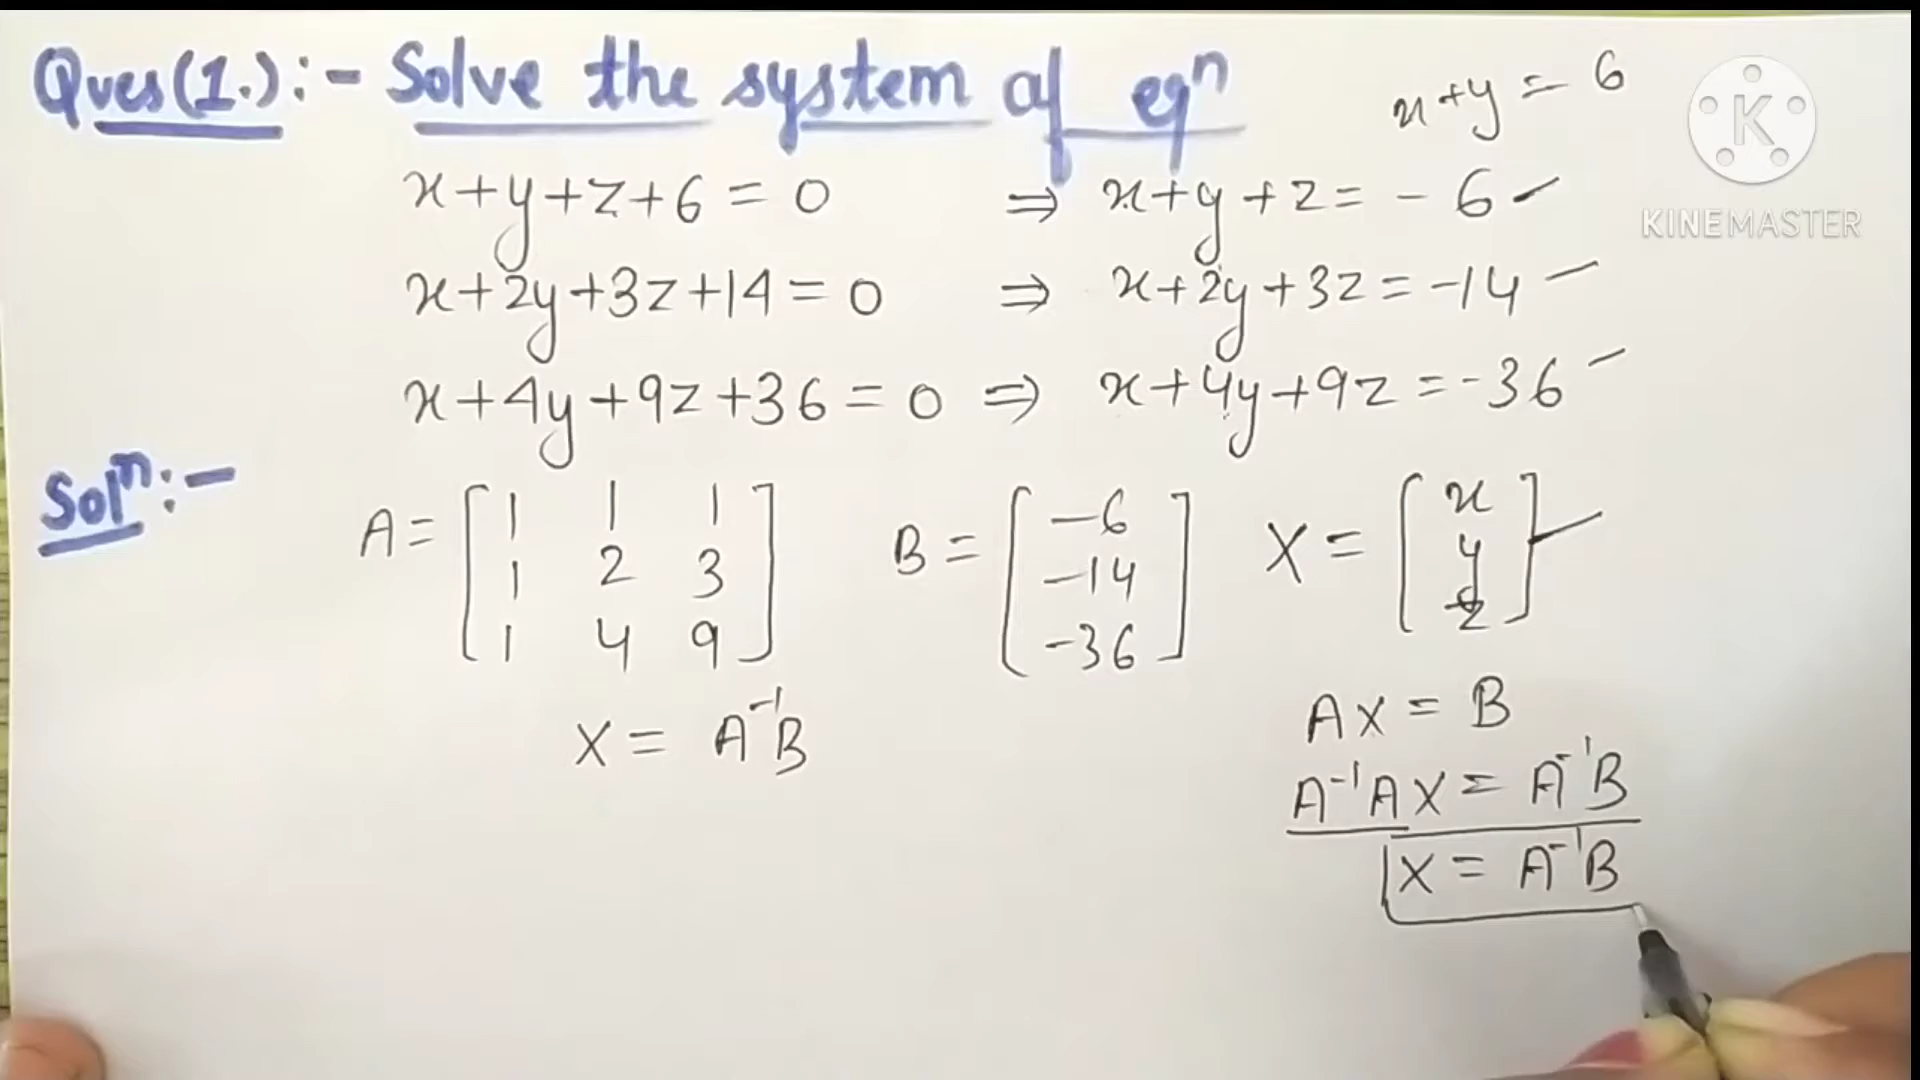 Ques(1.):- Solve the system of eqⁿ
x+y = 6
K
KINEMASTER
x+y+z+6 = 0 ⇒ x+y+z = -6
x+2y+3z+14 = 0 ⇒ x+2y+3z = -14
x+4y+9z+36 = 0 ⇒ x+4y+9z = -36
Solⁿ:-
A = [1 1 1
1 2 3
1 4 9]
B = [-6
-14
-36]
X = [x
y
z]
X = A⁻¹B
AX = B
A⁻¹AX = A⁻¹B
X = A⁻¹B